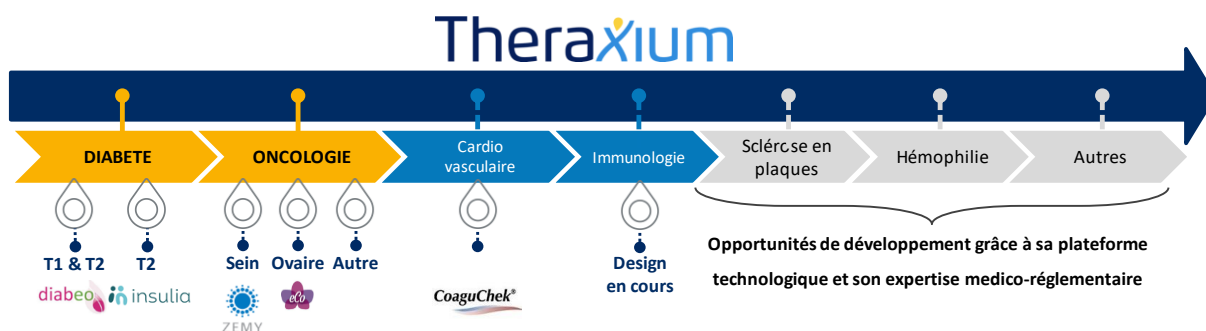 Theraxium
DIABETE
ONCOLOGIE
Cardio
vasculaire
Immunologie
Sclérose en
plaques
Hémophilie
Autres
T1 & T2
T2
Sein
Ovaire
Autre
Design
en cours
diabeo
insulia
ZEMY
eCo
CoaguChek®
Opportunités de développement grâce à sa plateforme
technologique et son expertise medico-réglementaire